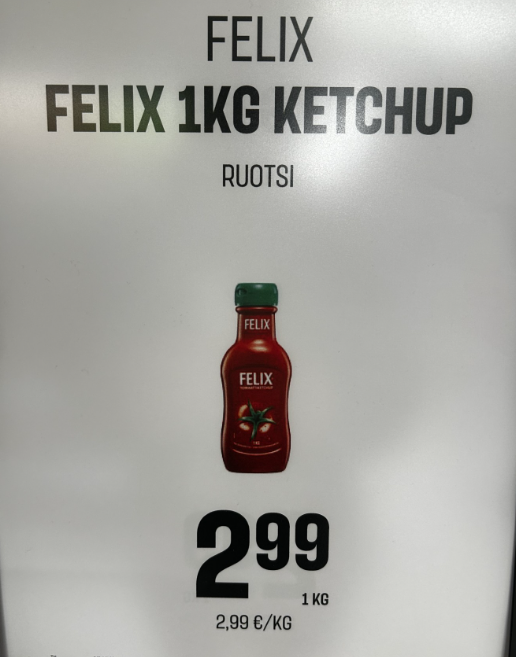 FELIX
FELIX 1KG KETCHUP
RUOTSI
FELIX
FELIX
2 99
1 KG
2,99 €/KG